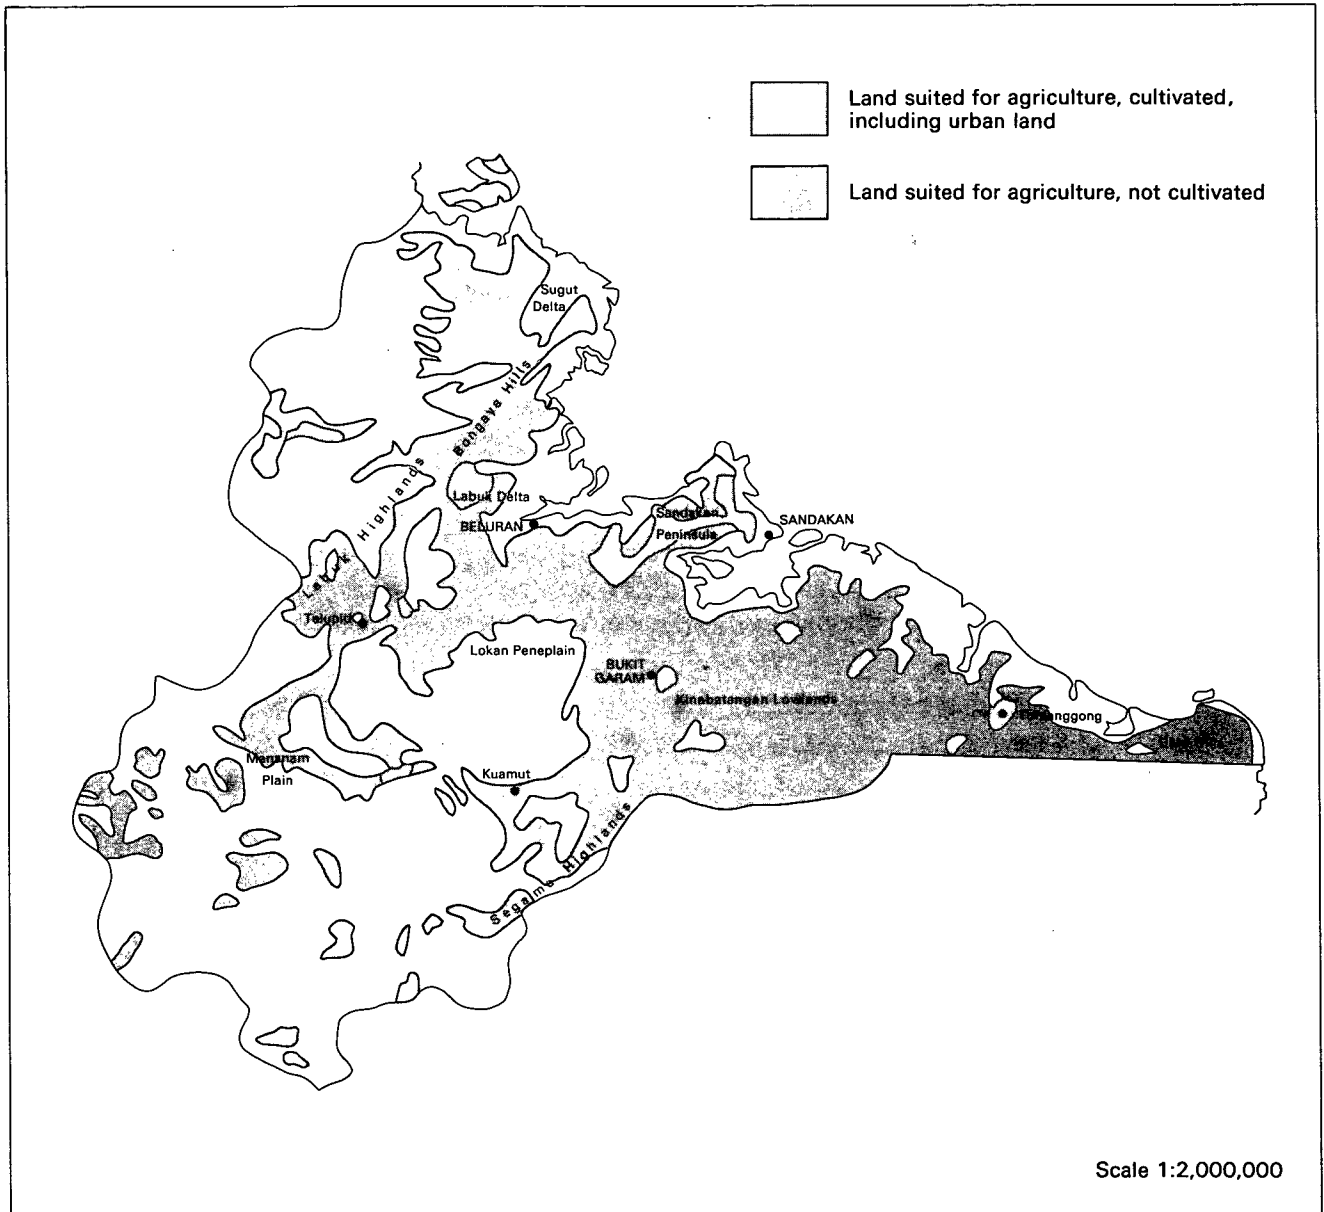 Land suited for agriculture, cultivated,
including urban land
Land suited for agriculture, not cultivated
Sugut
Delta
Bongaya Hills
Labuk Highlands
Labuk Delta
BELURAN
Sandakan
Peninsula
SANDAKAN
Telupid
Lokan Peneplain
BUKIT
GARAM
Kinabatangan Lowlands
Mananam
Plain
Kuamut
Segama Highlands
Scale 1:2,000,000